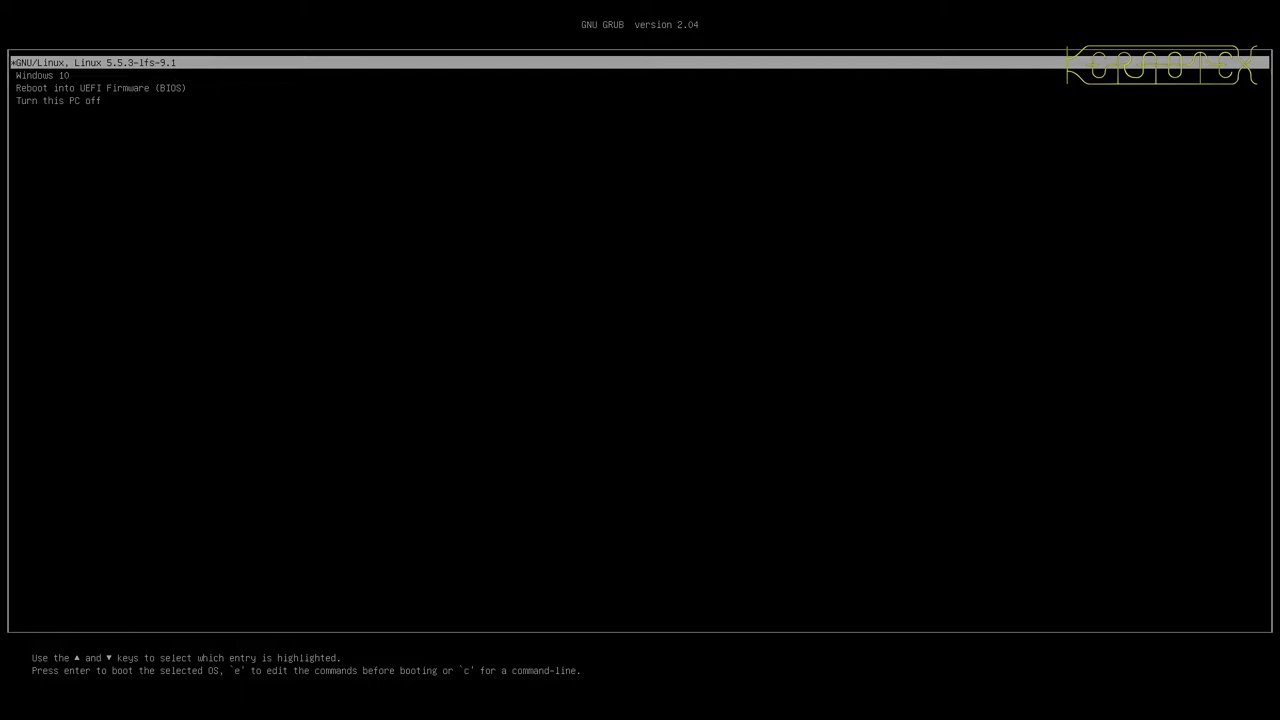 GNU GRUB  version 2.04
*GNU/Linux, Linux 5.5.3-lfs-9.1
Windows 10
Reboot into UEFI Firmware (BIOS)
Turn this PC off
Use the ▲ and ▼ keys to select which entry is highlighted.
Press enter to boot the selected OS, `e' to edit the commands before booting or `c' for a command-line.